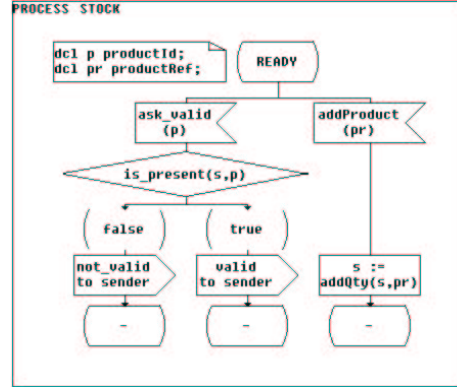 PROCESS STOCK
dcl p productId;
dcl pr productRef;
READY
ask_valid
(p)
addProduct
(pr)
is_present(s,p)
false
true
not_valid
to sender
valid
to sender
s :=
addQty(s,pr)
-
-
-